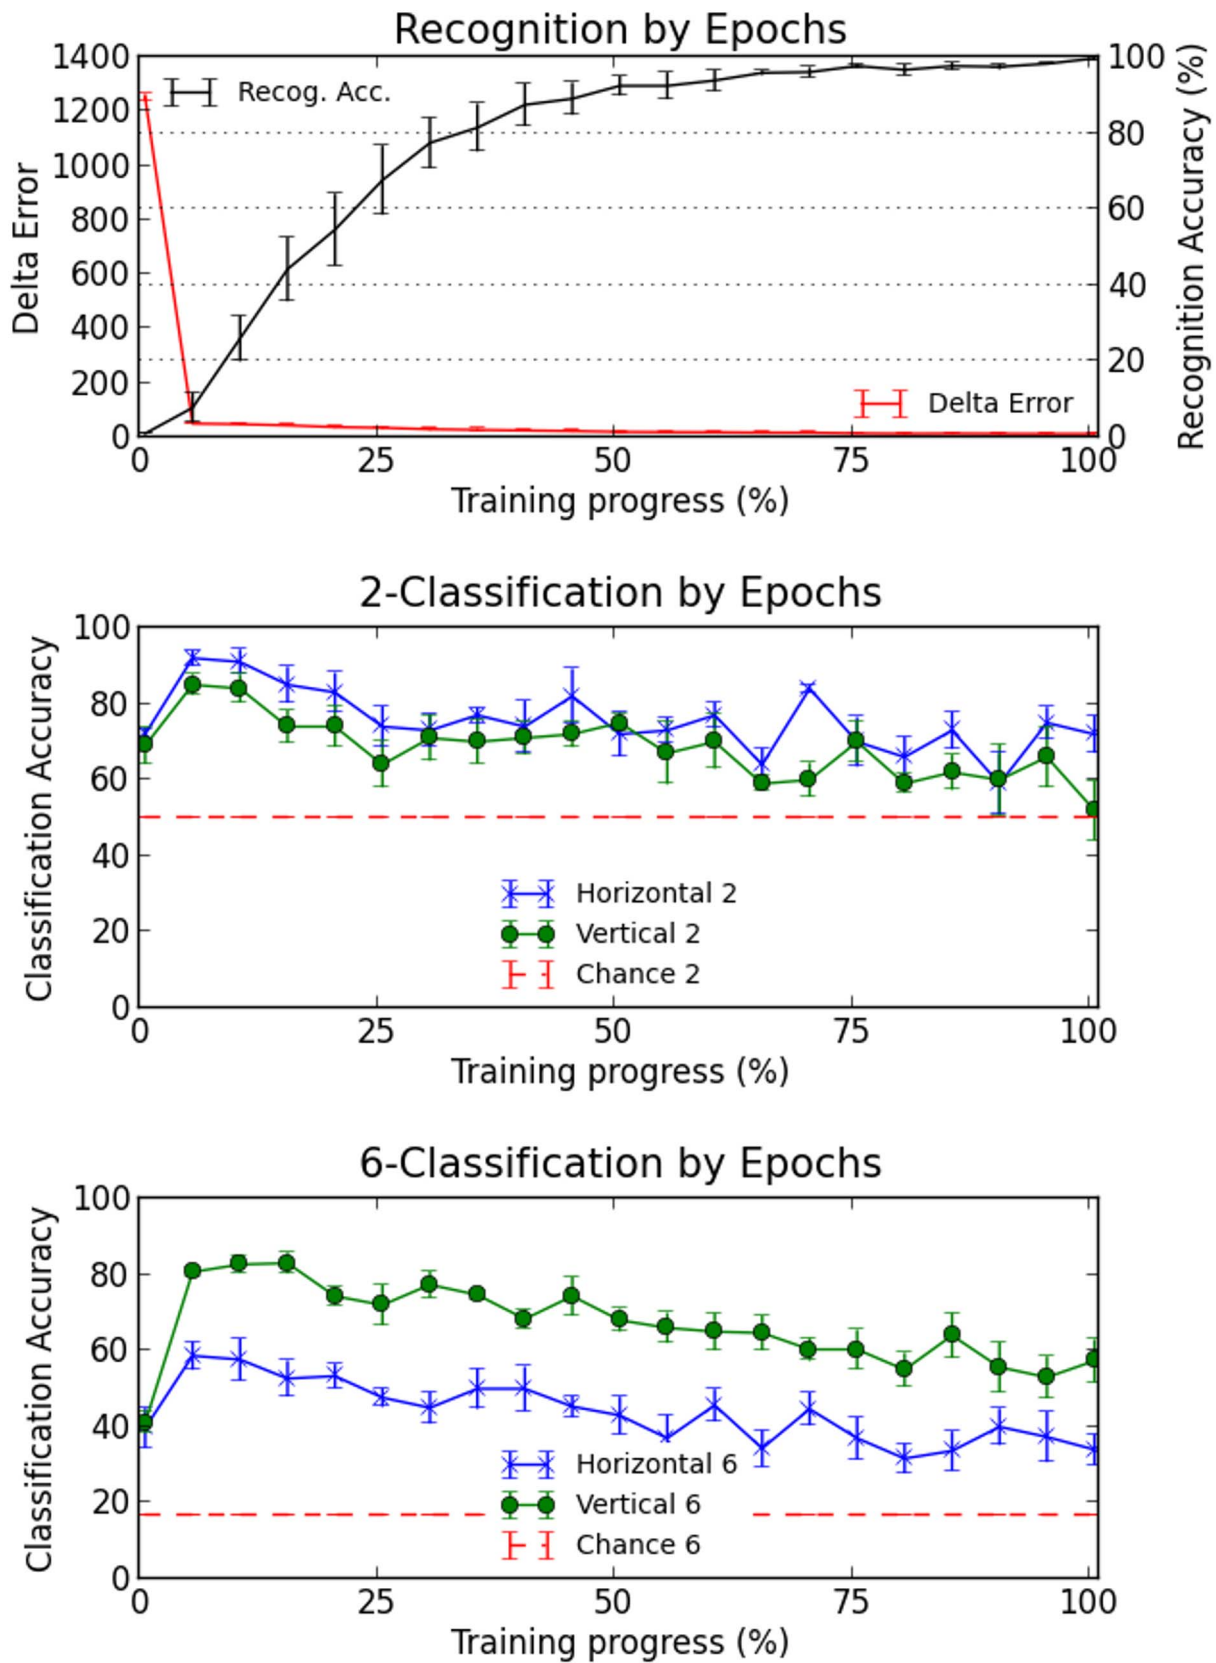 Recognition by Epochs
1400
1200
1000
800
600
400
200
0
Delta Error
Recog. Acc.
Delta Error
100
80
60
40
20
0
Recognition Accuracy (%)
0 25 50 75 100
Training progress (%)
2-Classification by Epochs
100
80
60
40
20
0
Classification Accuracy
Horizontal 2
Vertical 2
Chance 2
0 25 50 75 100
Training progress (%)
6-Classification by Epochs
100
80
60
40
20
0
Classification Accuracy
Horizontal 6
Vertical 6
Chance 6
0 25 50 75 100
Training progress (%)